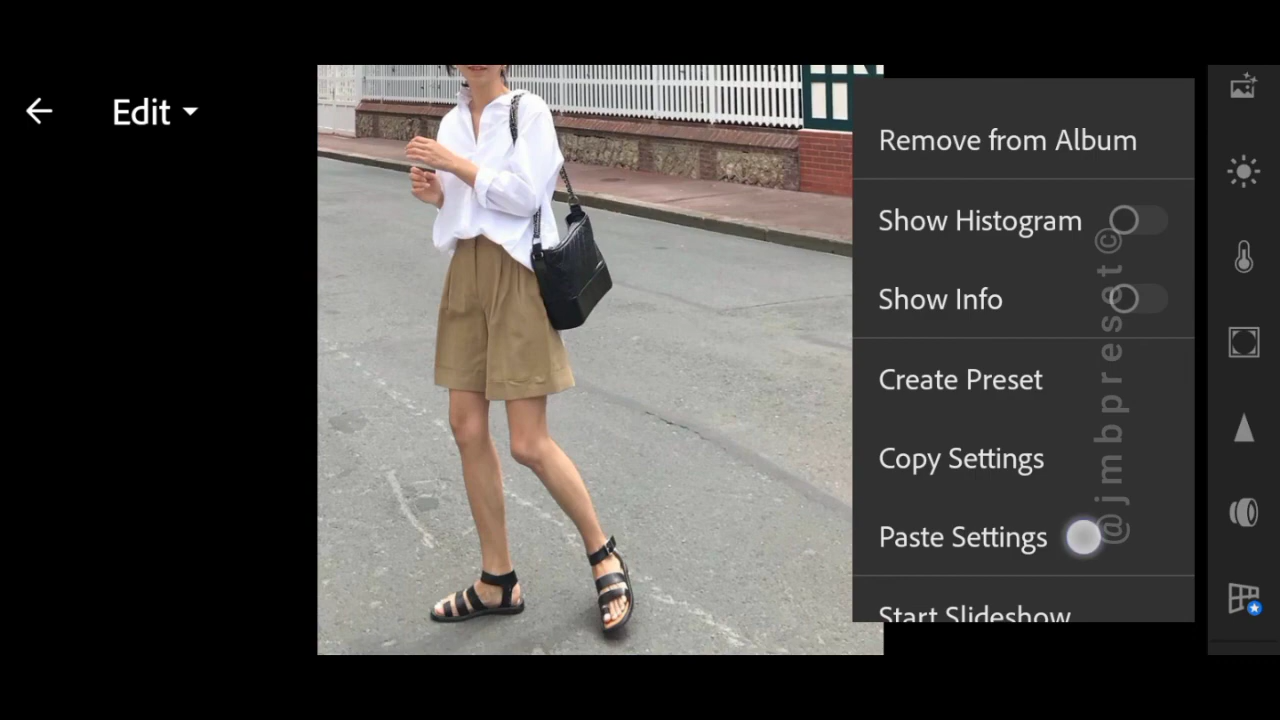 Edit
Remove from Album
Show Histogram
Show Info
Create Preset
Copy Settings
Paste Settings
Start Slideshow
@jmbpreset©